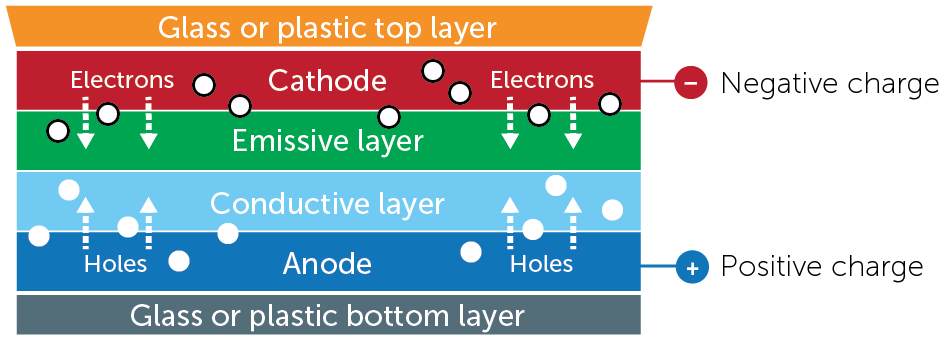 Glass or plastic top layer
Electrons Cathode Electrons
− Negative charge
Emissive layer
Conductive layer
Holes Anode Holes
+ Positive charge
Glass or plastic bottom layer